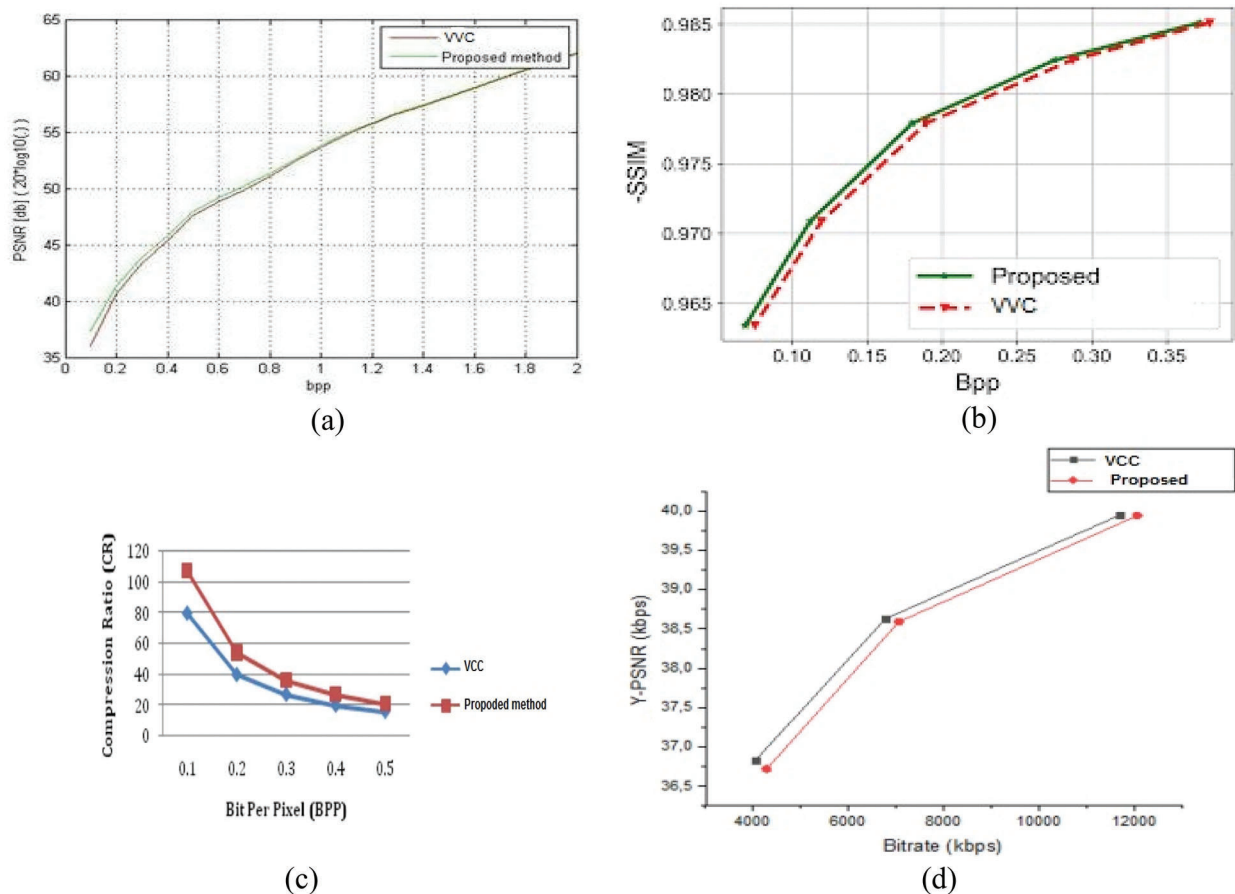 VVC
Proposed method
65
60
55
50
45
40
35
PSNR [db] ( 20*log10(.) )
0 0.2 0.4 0.6 0.8 1 1.2 1.4 1.6 1.8 2
bpp
(a)
0.985
0.980
0.975
0.970
0.965
-SSIM
Proposed
VVC
0.10 0.15 0.20 0.25 0.30 0.35
Bpp
(b)
120
100
80
60
40
20
0
Compression Ratio (CR)
VCC
Propoded method
0.1 0.2 0.3 0.4 0.5
Bit Per Pixel (BPP)
(c)
VCC
Proposed
40,0
39,5
39,0
38,5
38,0
37,5
37,0
36,5
Y-PSNR (kbps)
4000 6000 8000 10000 12000
Bitrate (kbps)
(d)